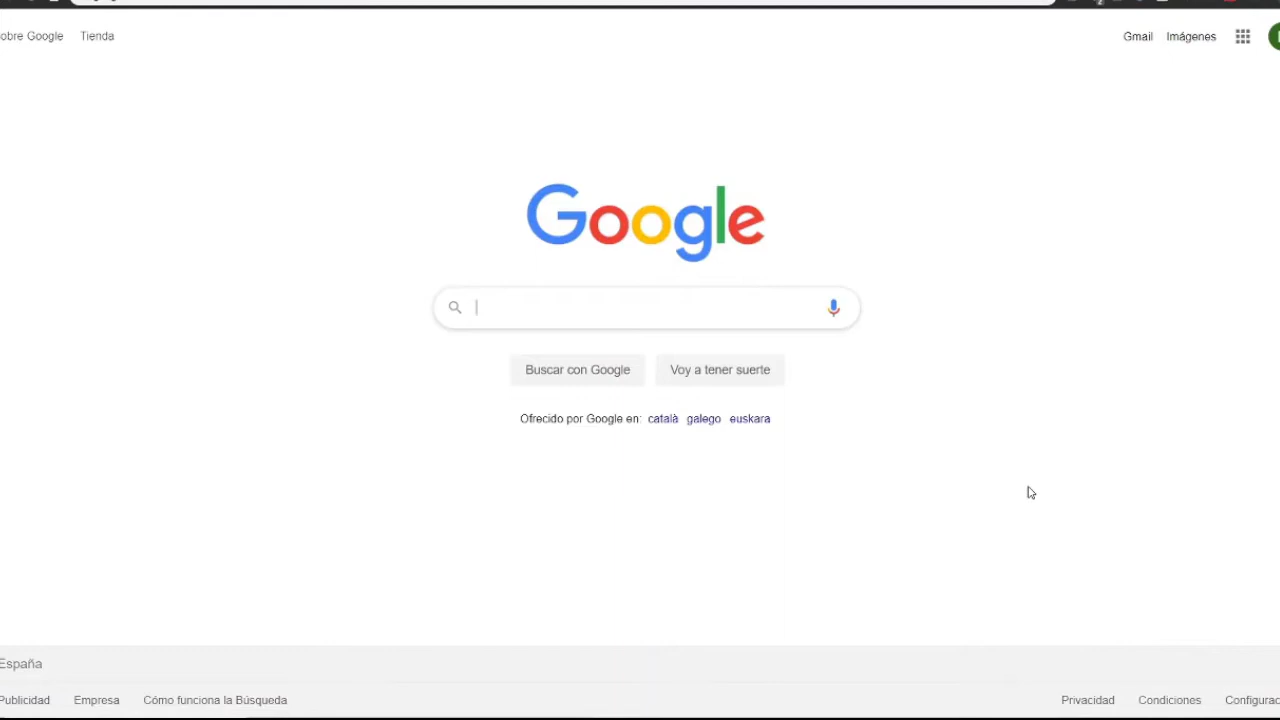 obre Google Tienda Gmail Imágenes
Google
Buscar con Google Voy a tener suerte
Ofrecido por Google en: català galego euskara
España
Publicidad Empresa Cómo funciona la Búsqueda Privacidad Condiciones Configurac